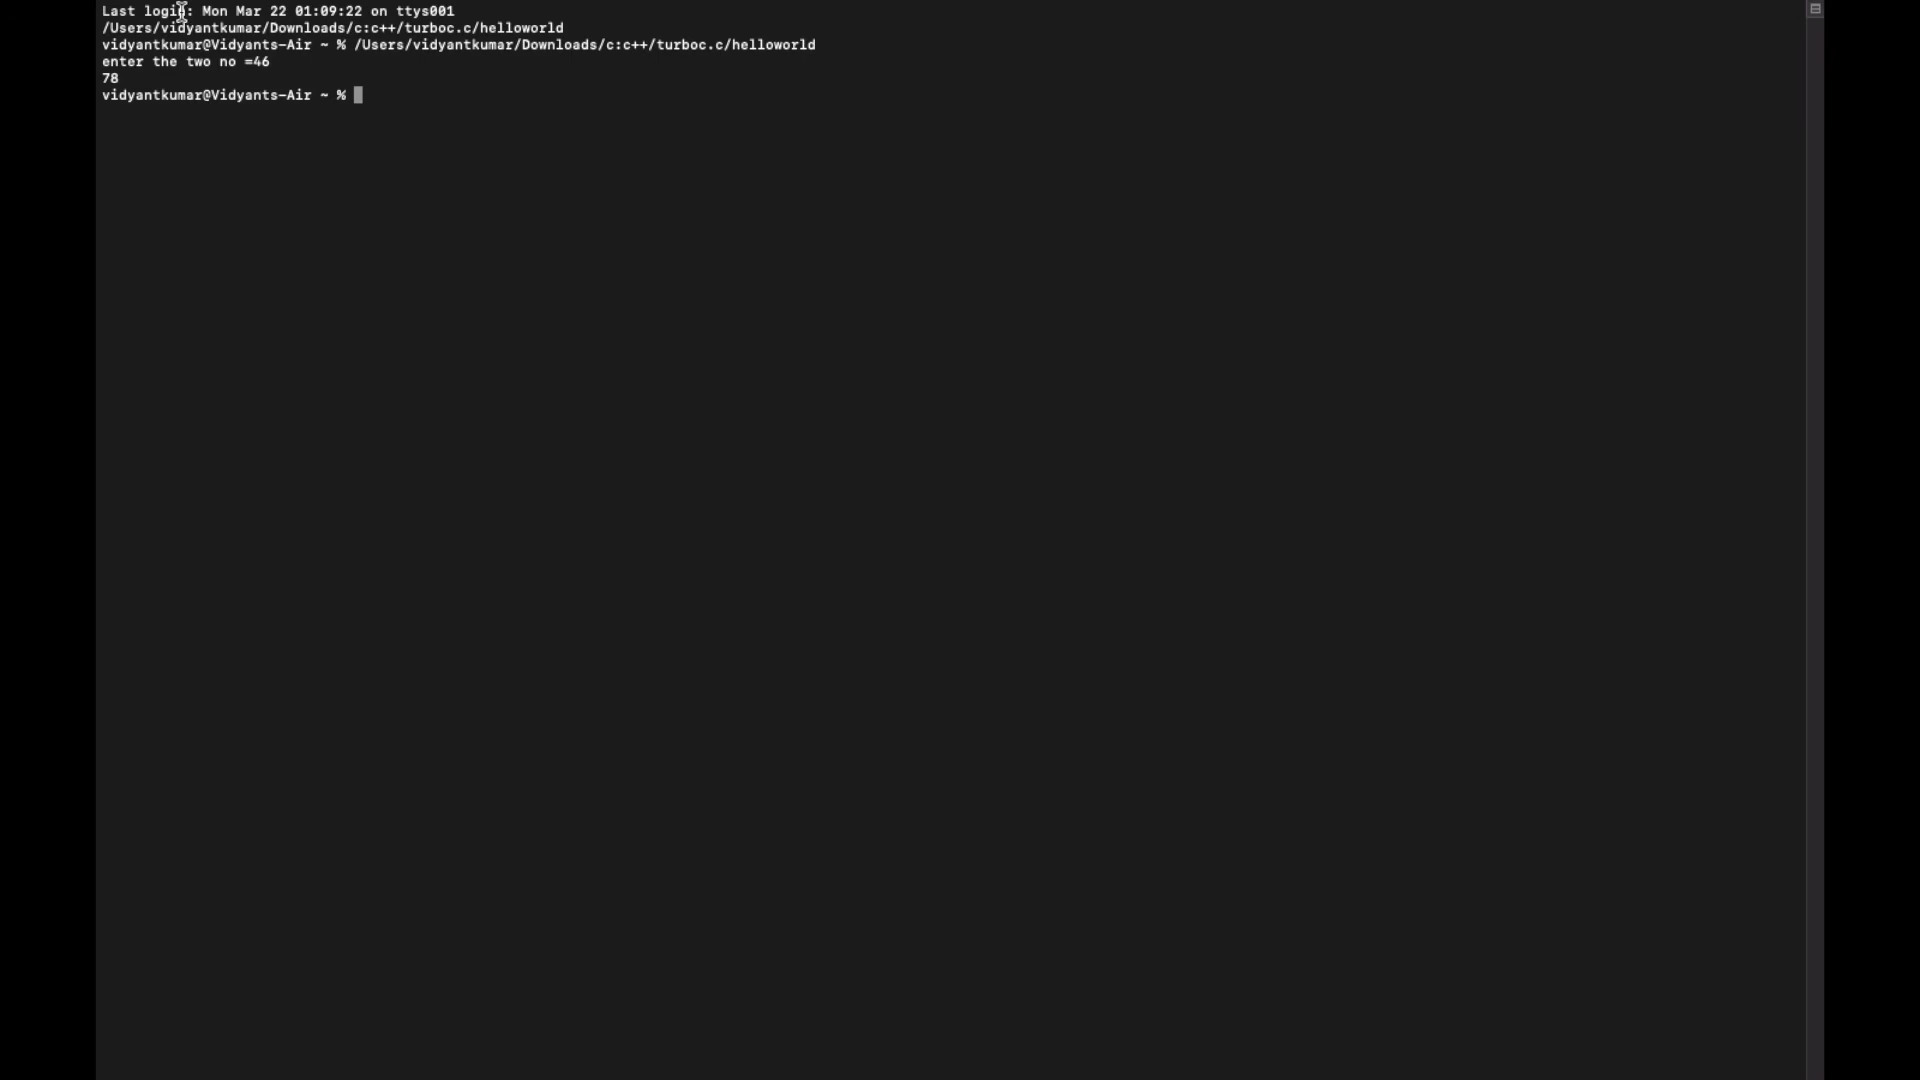 Last login: Mon Mar 22 01:09:22 on ttys001
/Users/vidyantkumar/Downloads/c:c++/turboc.c/helloworld
vidyantkumar@Vidyants-Air ~ % /Users/vidyantkumar/Downloads/c:c++/turboc.c/helloworld
enter the two no =46
78
vidyantkumar@Vidyants-Air ~ %